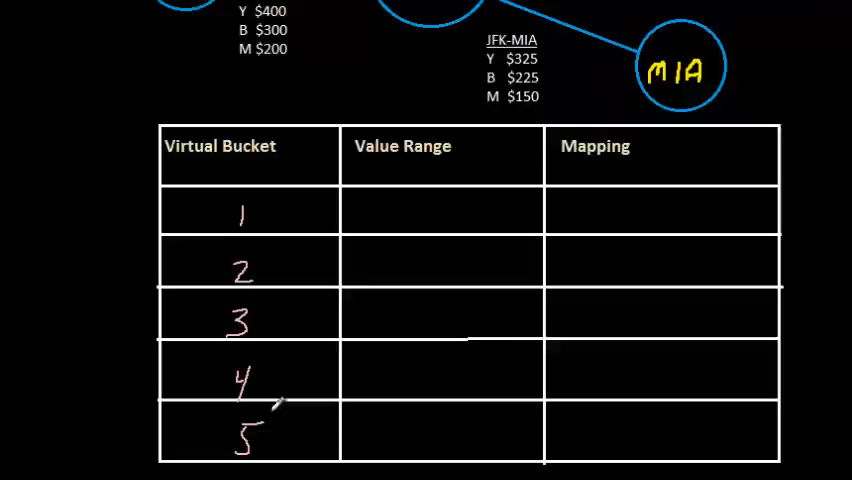 Y $400
B $300
M $200
JFK-MIA
Y $325
B $225
M $150
MIA
Virtual Bucket Value Range Mapping
1
2
3
4
5